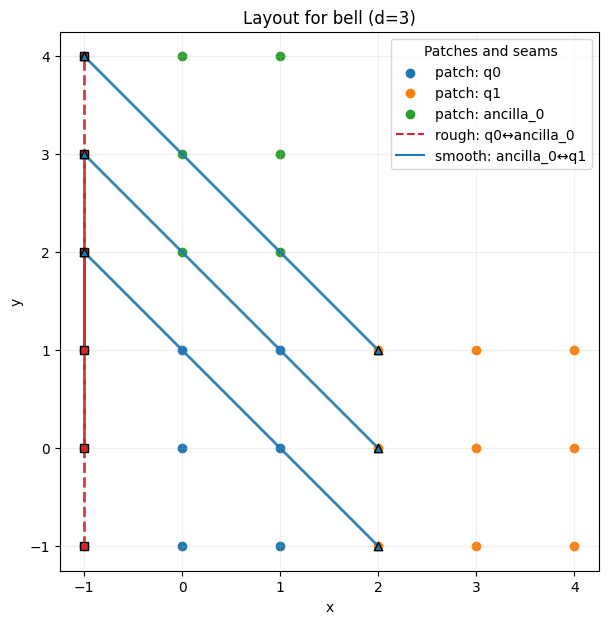 Layout for bell (d=3)
Patches and seams
patch: q0
patch: q1
patch: ancilla_0
rough: q0↔ancilla_0
smooth: ancilla_0↔q1
y
4
3
2
1
0
−1
−1 0 1 2 3 4
x